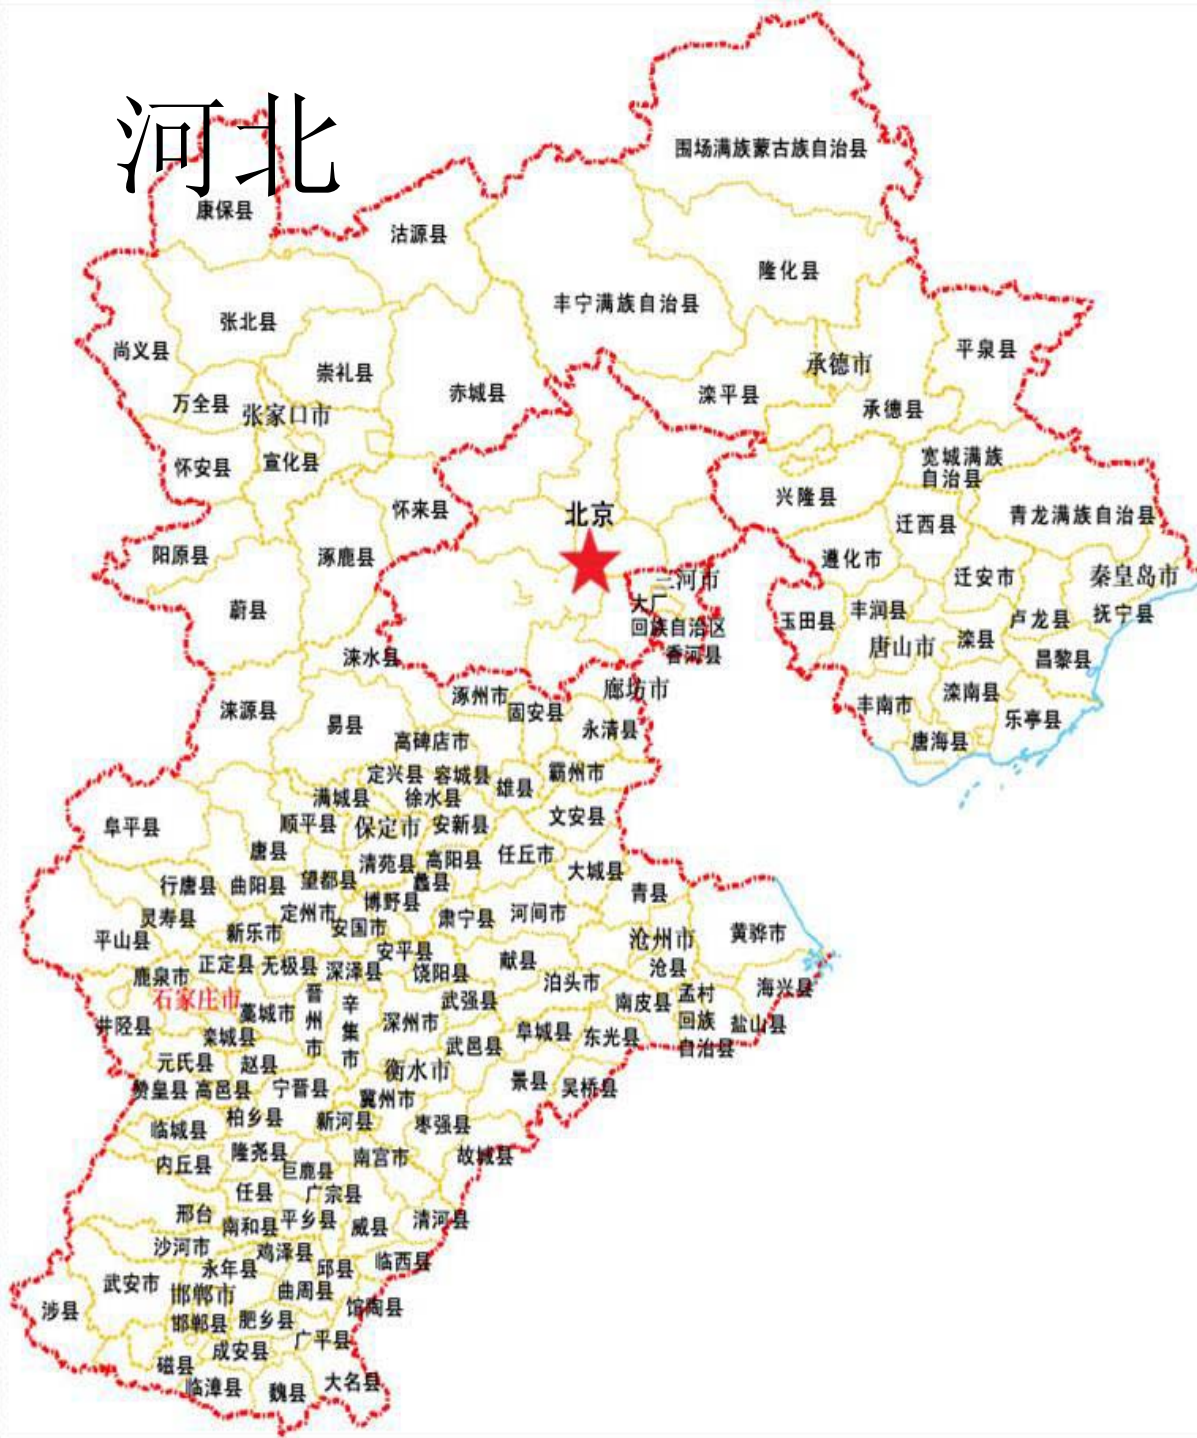 河北
围场满族蒙古族自治县
康保县
沽源县
隆化县
丰宁满族自治县
张北县
尚义县
平泉县
承德市
崇礼县
赤城县
滦平县
万全县
张家口市
承德县
怀安县
宣化县
宽城满族
自治县
兴隆县
怀来县
北京
迁西县
青龙满族自治县
阳原县
涿鹿县
遵化市
三河市
迁安市
秦皇岛市
大厂
回族自治区
蔚县
玉田县
丰润县
卢龙县
抚宁县
唐山市
滦县
香河县
涞水县
昌黎县
廊坊市
涿州市
滦南县
涞源县
易县
固安县
丰南市
乐亭县
永清县
高碑店市
唐海县
定兴县
容城县
雄县
霸州市
满城县
徐水县
阜平县
顺平县
保定市
安新县
文安县
唐县
清苑县
高阳县
任丘市
大城县
行唐县
曲阳县
望都县
蠡县
青县
博野县
灵寿县
定州市
安国市
肃宁县
河间市
平山县
新乐市
沧州市
黄骅市
安平县
鹿泉市
正定县
无极县
深泽县
饶阳县
献县
沧县
泊头市
海兴县
石家庄市
晋州市
辛集市
武强县
南皮县
孟村
回族
自治县
井陉县
藁城市
深州市
盐山县
栾城县
武邑县
阜城县
东光县
元氏县
赵县
衡水市
赞皇县
高邑县
宁晋县
冀州市
景县
吴桥县
临城县
柏乡县
新河县
枣强县
内丘县
隆尧县
巨鹿县
南宫市
故城县
任县
广宗县
邢台
南和县
平乡县
威县
清河县
沙河市
鸡泽县
永年县
邱县
临西县
武安市
邯郸市
曲周县
涉县
邯郸县
肥乡县
馆陶县
成安县
广平县
磁县
临漳县
魏县
大名县